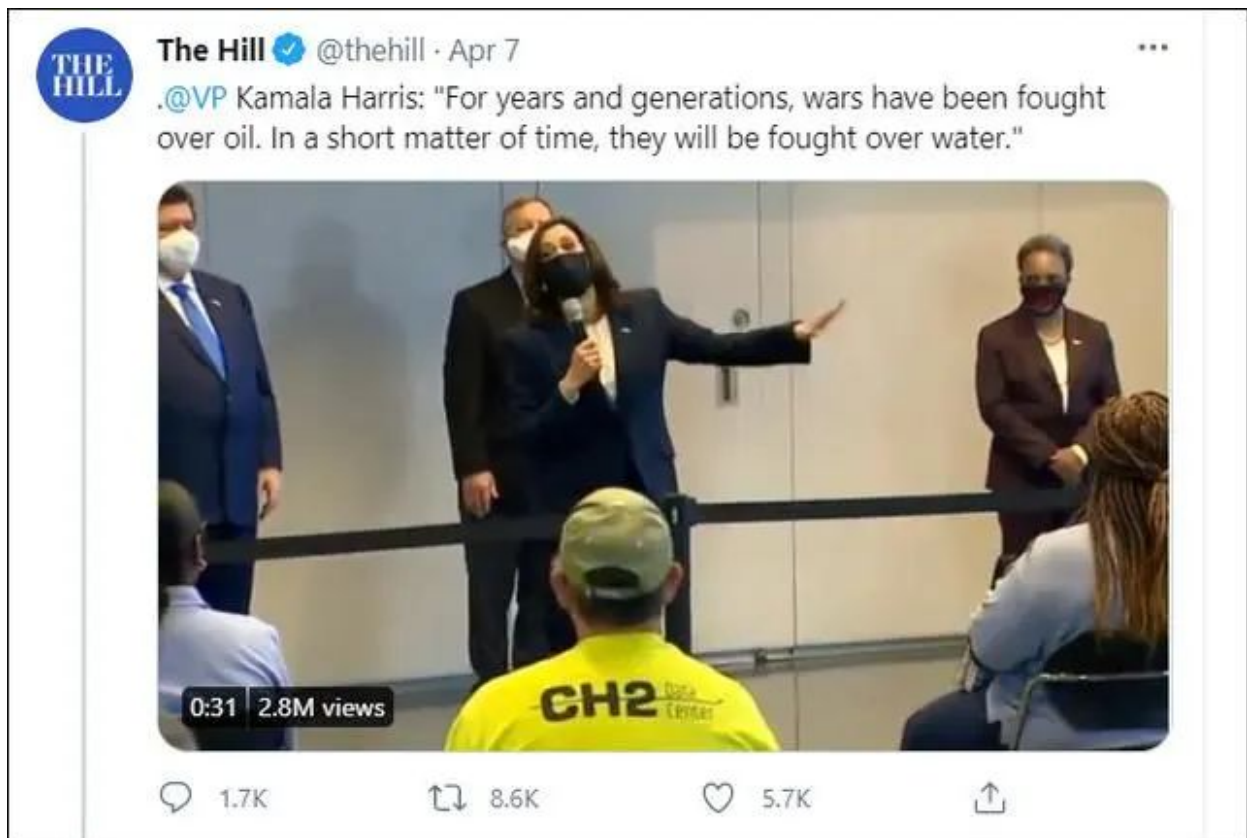 THE
HILL
The Hill @thehill · Apr 7
.@VP Kamala Harris: "For years and generations, wars have been fought
over oil. In a short matter of time, they will be fought over water."
CH2 Data
Center
0:31 2.8M views
1.7K 8.6K 5.7K